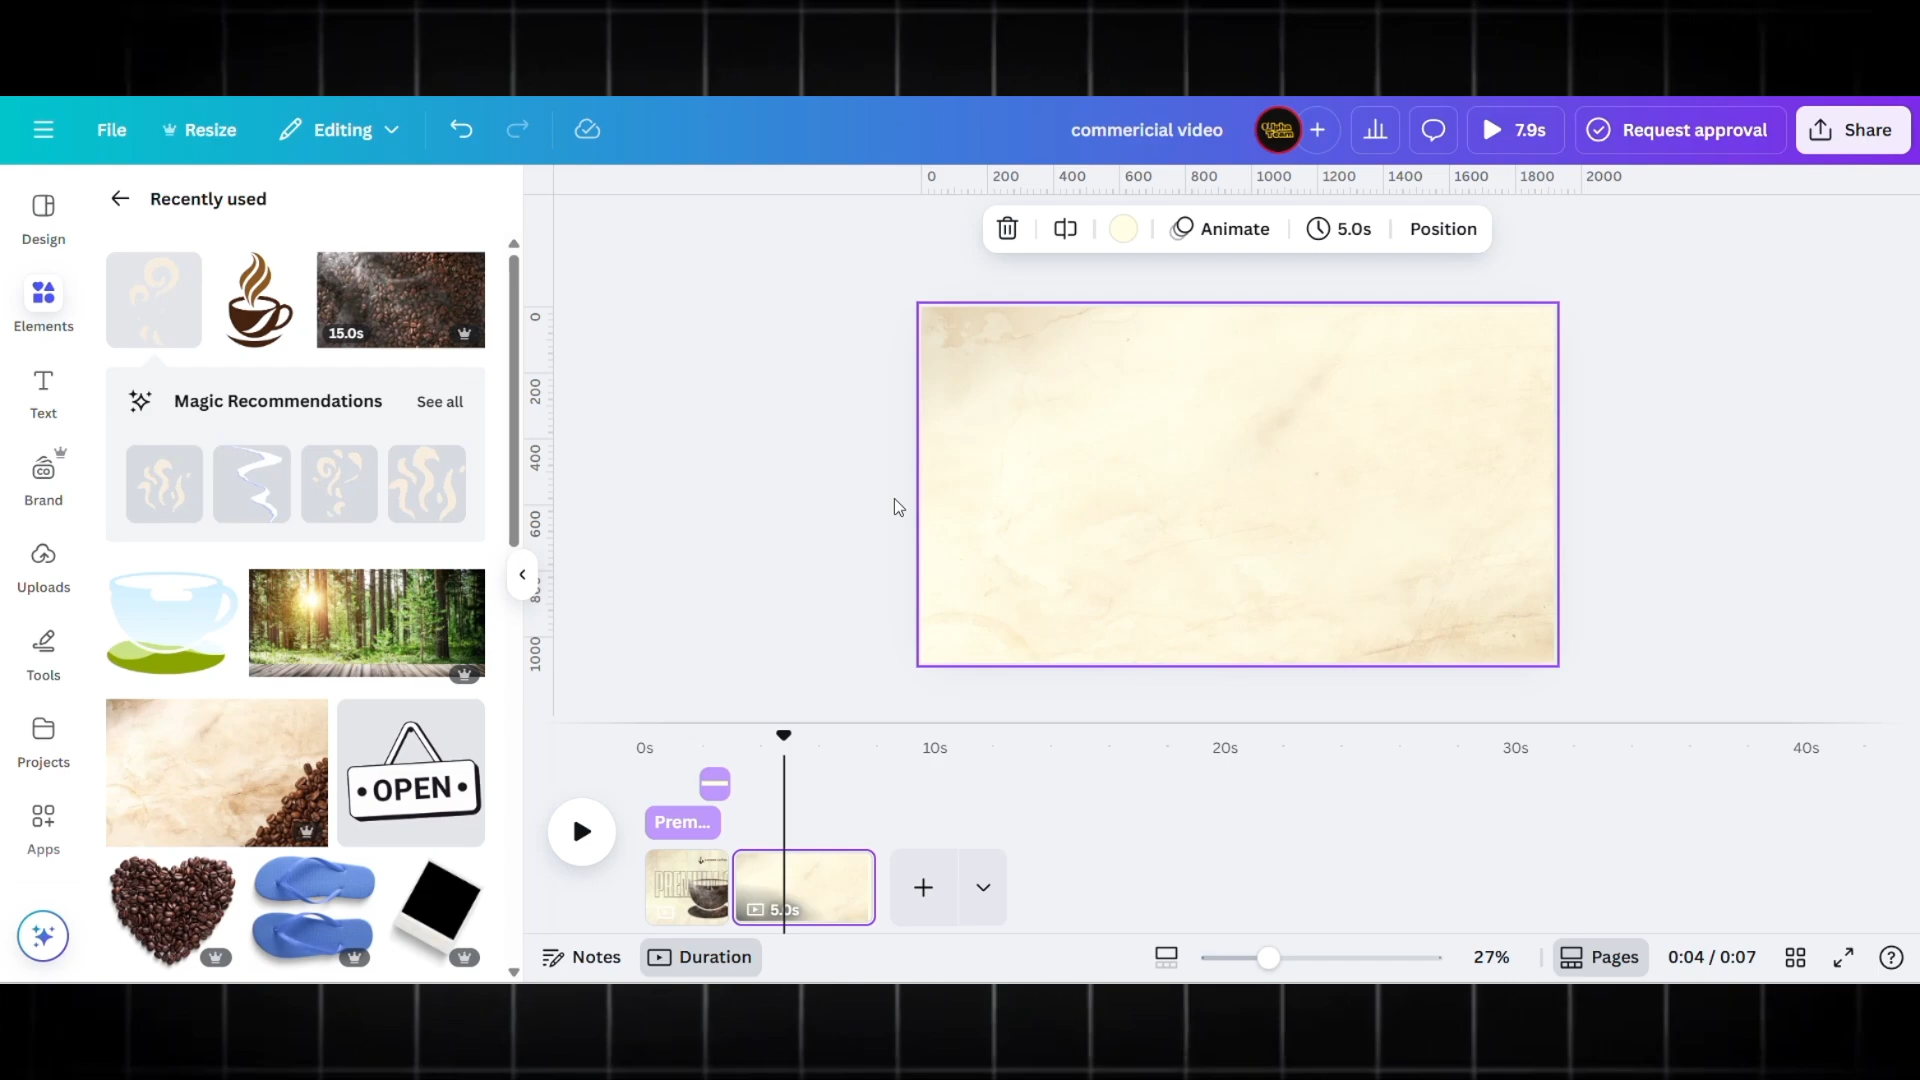 File
Resize
Editing
commericial video
7.9s
Request approval
Share
Design
Elements
Text
Brand
Uploads
Tools
Projects
Apps
Recently used
15.0s
Magic Recommendations
See all
OPEN
0 200 400 600 800 1000 1200 1400 1600 1800 2000
Animate
5.0s
Position
0
200
400
600
1000
0s 10s 20s 30s 40s
Prem...
5.0s
Notes
Duration
27%
Pages
0:04 / 0:07